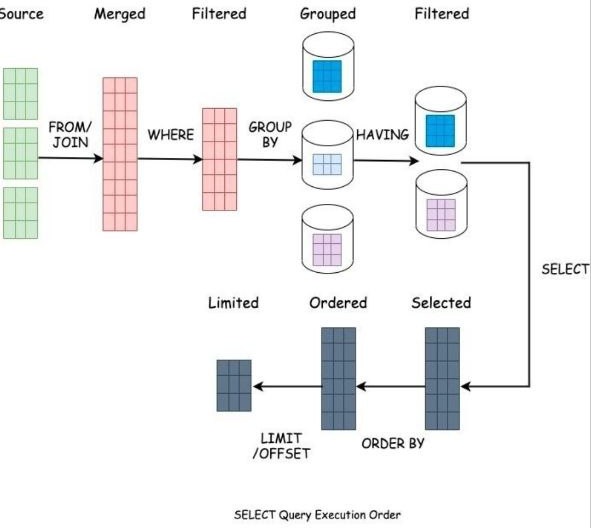 Source Merged Filtered Grouped Filtered
FROM/
JOIN
WHERE
GROUP
BY
HAVING
SELECT
Limited Ordered Selected
LIMIT
/OFFSET
ORDER BY
SELECT Query Execution Order